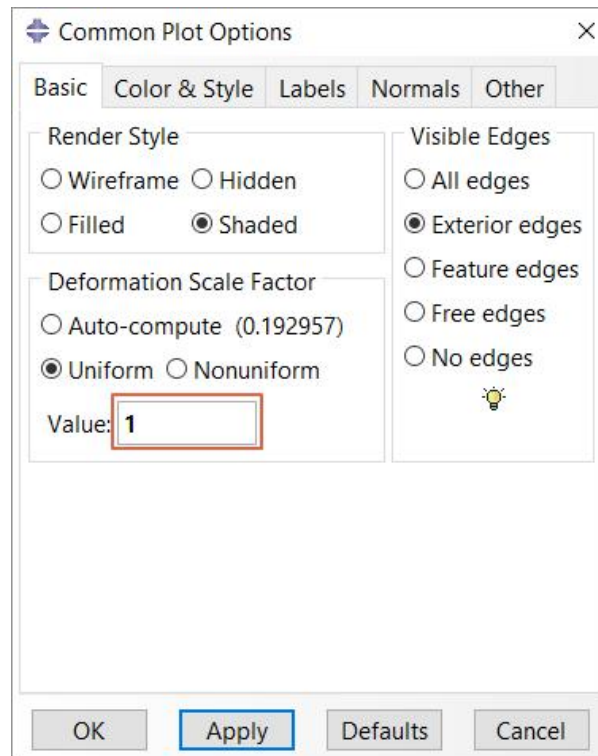 Common Plot Options
Basic Color & Style Labels Normals Other
Render Style
Wireframe Hidden
Filled Shaded
Deformation Scale Factor
Auto-compute (0.192957)
Uniform Nonuniform
Value: 1
Visible Edges
All edges
Exterior edges
Feature edges
Free edges
No edges
OK Apply Defaults Cancel